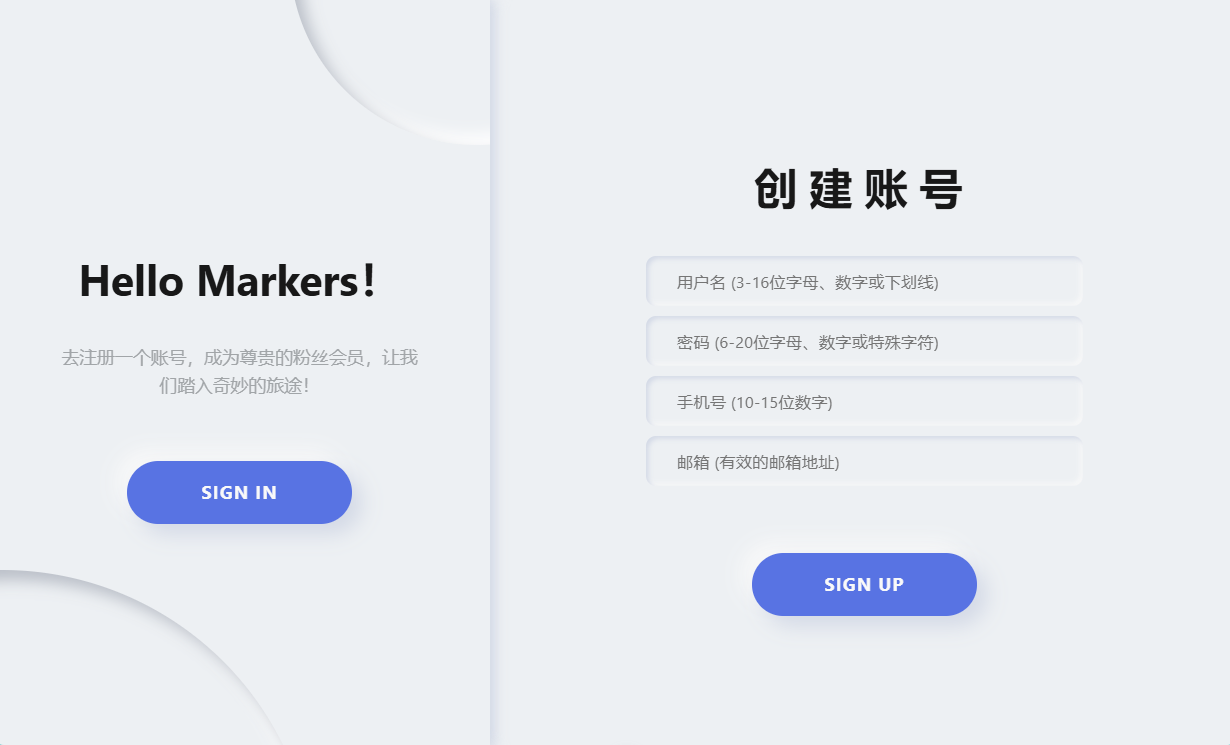 Hello Markers！
去注册一个账号，成为尊贵的粉丝会员，让我
们踏入奇妙的旅途！
SIGN IN
创建账号
用户名 (3-16位字母、数字或下划线)
密码 (6-20位字母、数字或特殊字符)
手机号 (10-15位数字)
邮箱 (有效的邮箱地址)
SIGN UP